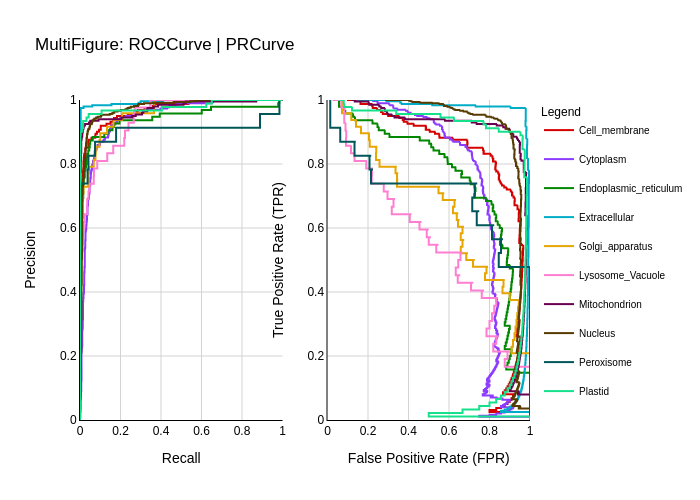 MultiFigure: ROCCurve | PRCurve
Precision
1
0.8
0.6
0.4
0.2
0
0 0.2 0.4 0.6 0.8 1
Recall
True Positive Rate (TPR)
1
0.8
0.6
0.4
0.2
0
0 0.2 0.4 0.6 0.8 1
False Positive Rate (FPR)
Legend
Cell_membrane
Cytoplasm
Endoplasmic_reticulum
Extracellular
Golgi_apparatus
Lysosome_Vacuole
Mitochondrion
Nucleus
Peroxisome
Plastid